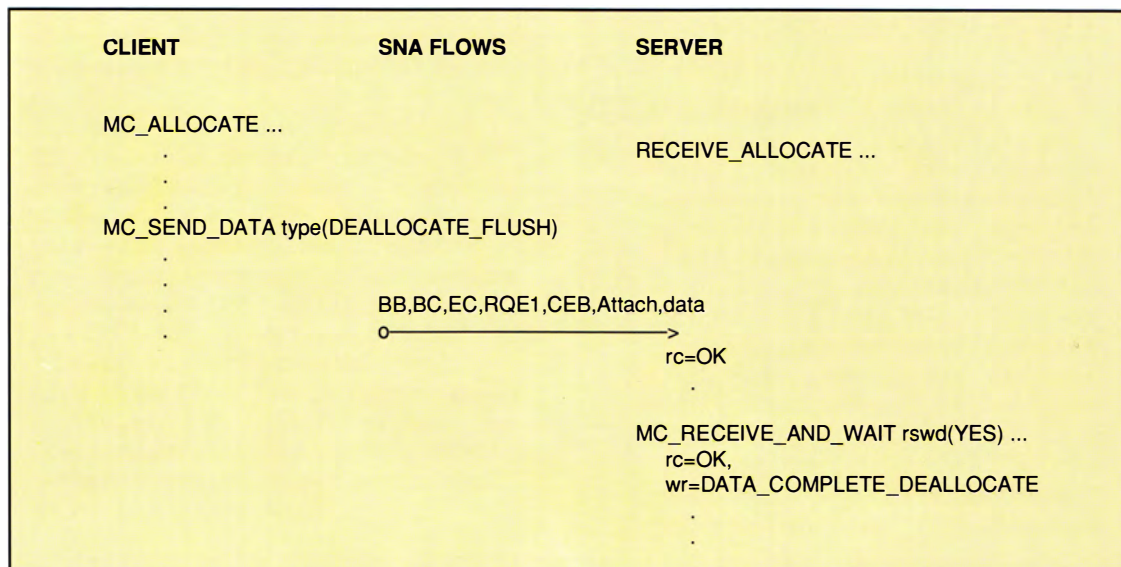 CLIENT SNA FLOWS SERVER
MC_ALLOCATE ...
RECEIVE_ALLOCATE ...
.
.
.
MC_SEND_DATA type(DEALLOCATE_FLUSH)
.
.
BB,BC,EC,RQE1,CEB,Attach,data
.
.
o————————>
rc=OK
.
MC_RECEIVE_AND_WAIT rswd(YES) ...
rc=OK,
wr=DATA_COMPLETE_DEALLOCATE
.
.